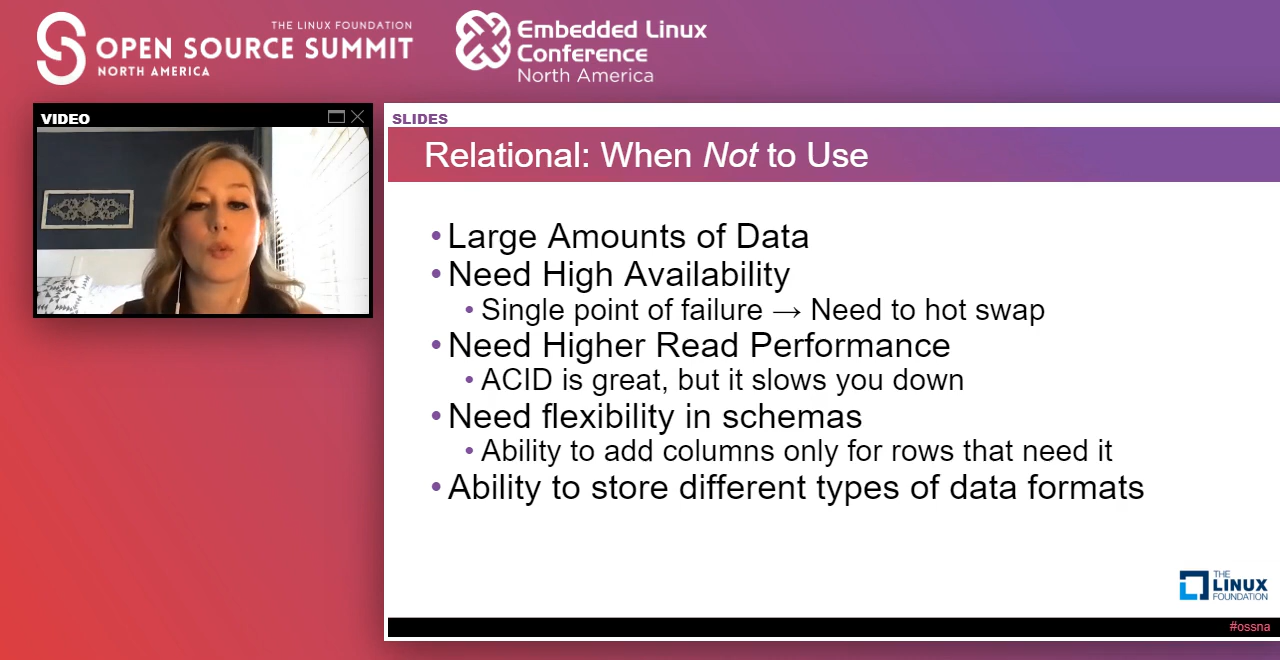 THE LINUX FOUNDATION
OPEN SOURCE SUMMIT
NORTH AMERICA
Embedded Linux
Conference
North America
VIDEO
SLIDES
Relational: When Not to Use
•Large Amounts of Data
•Need High Availability
•Single point of failure → Need to hot swap
•Need Higher Read Performance
•ACID is great, but it slows you down
•Need flexibility in schemas
•Ability to add columns only for rows that need it
•Ability to store different types of data formats
THE
LINUX
FOUNDATION
#ossna